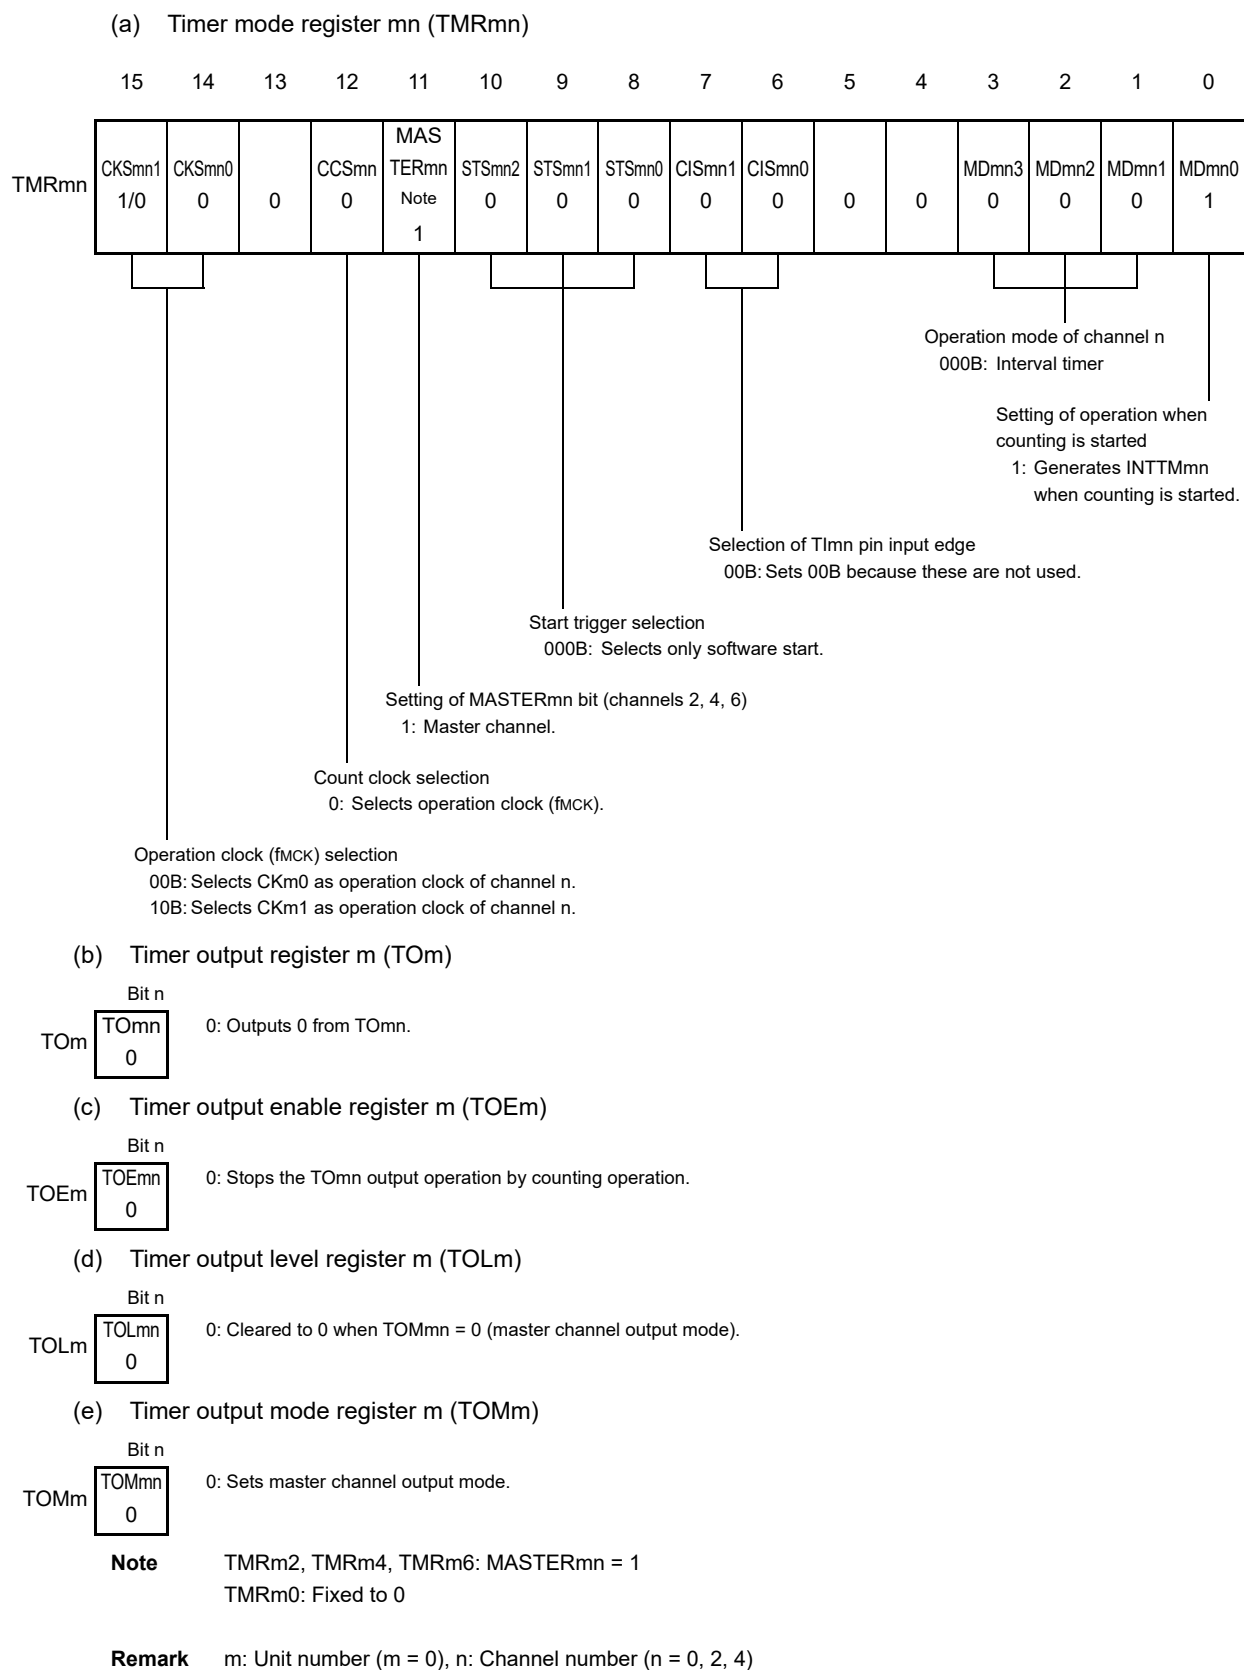 (a) Timer mode register mn (TMRmn)
15 14 13 12 11 10 9 8 7 6 5 4 3 2 1 0
TMRmn
CKSmn1 CKSmn0 CCSmn MAS TERmn Note STSmn2 STSmn1 STSmn0 CISmn1 CISmn0 MDmn3 MDmn2 MDmn1 MDmn0
1/0 0 0 0 1 0 0 0 0 0 0 0 0 0 0 1
Operation mode of channel n
000B: Interval timer
Setting of operation when
counting is started
1: Generates INTTMmn
when counting is started.
Selection of TImn pin input edge
00B: Sets 00B because these are not used.
Start trigger selection
000B: Selects only software start.
Setting of MASTERmn bit (channels 2, 4, 6)
1: Master channel.
Count clock selection
0: Selects operation clock (fMCK).
Operation clock (fMCK) selection
00B: Selects CKm0 as operation clock of channel n.
10B: Selects CKm1 as operation clock of channel n.
(b) Timer output register m (TOm)
Bit n
TOm TOmn 0: Outputs 0 from TOmn.
0
(c) Timer output enable register m (TOEm)
Bit n
TOEm TOEmn 0: Stops the TOmn output operation by counting operation.
0
(d) Timer output level register m (TOLm)
Bit n
TOLm TOLmn 0: Cleared to 0 when TOMmn = 0 (master channel output mode).
0
(e) Timer output mode register m (TOMm)
Bit n
TOMm TOMmn 0: Sets master channel output mode.
0
Note TMRm2, TMRm4, TMRm6: MASTERmn = 1
TMRm0: Fixed to 0
Remark m: Unit number (m = 0), n: Channel number (n = 0, 2, 4)